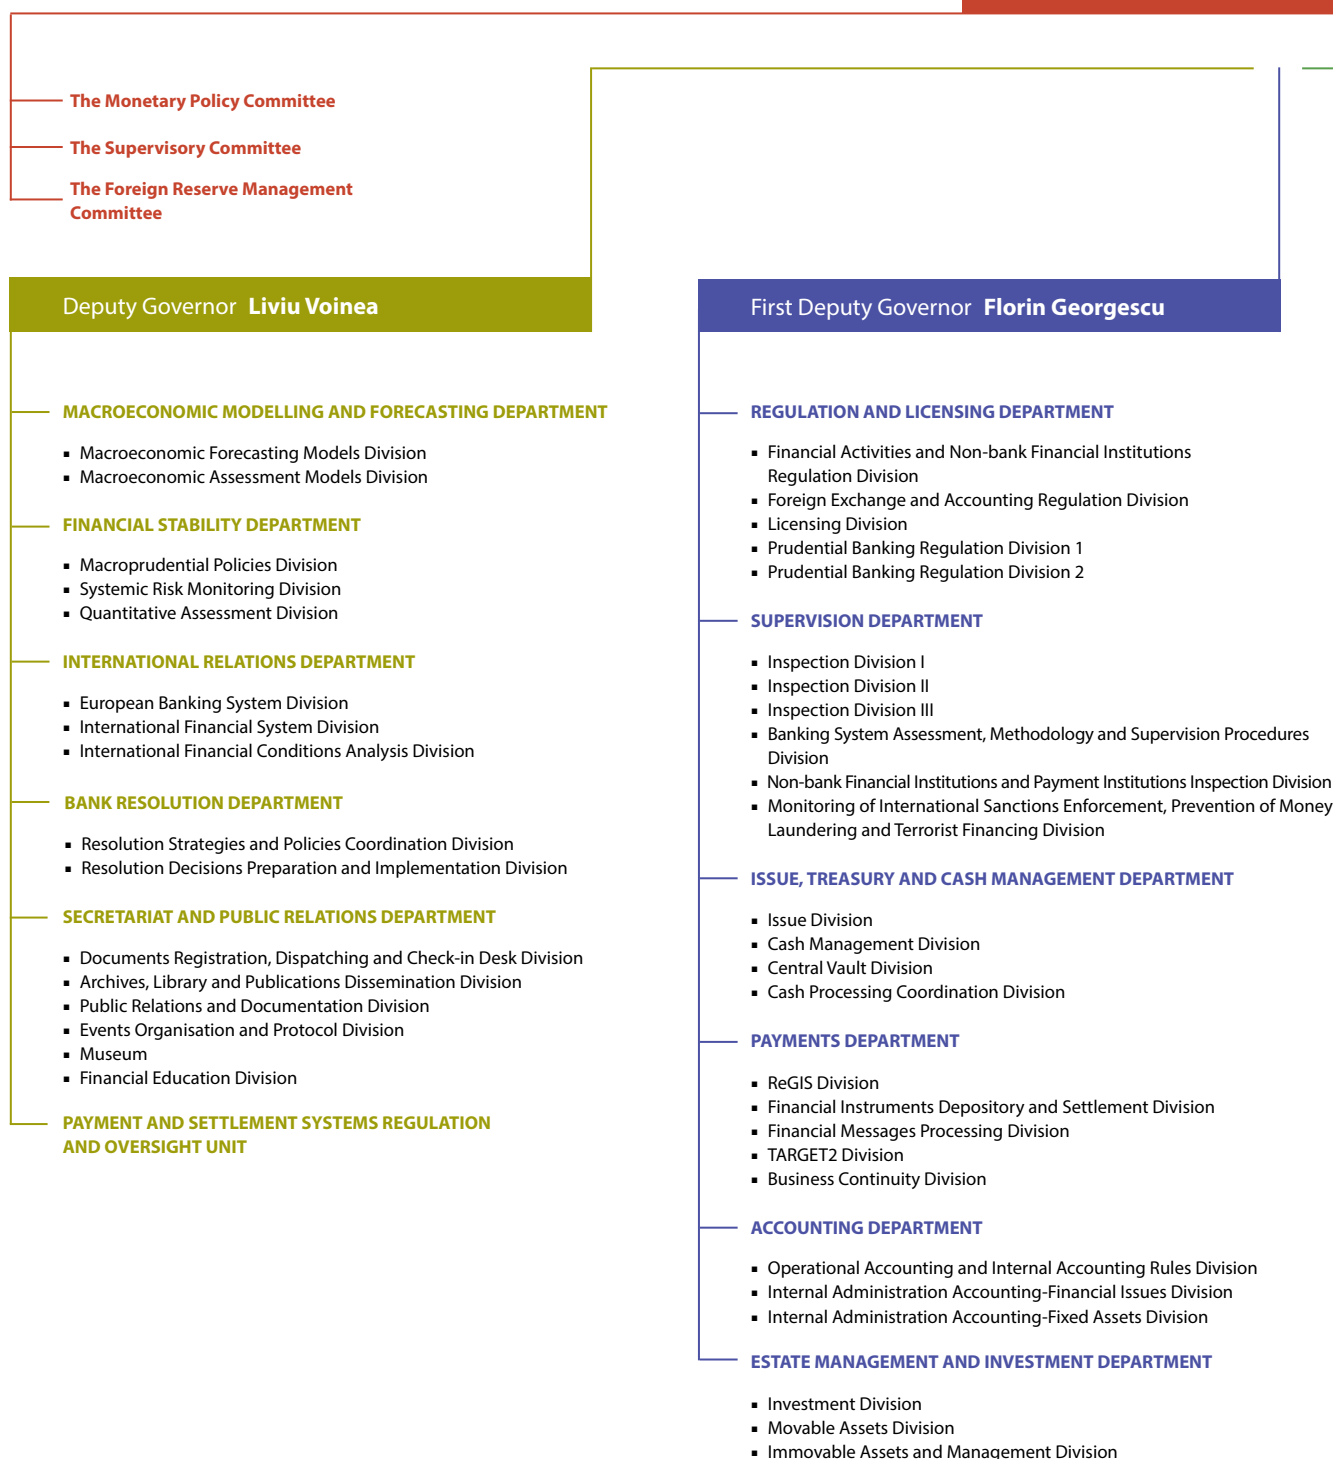 The Monetary Policy Committee
The Supervisory Committee
The Foreign Reserve Management
Committee
Deputy Governor Liviu Voinea
MACROECONOMIC MODELLING AND FORECASTING DEPARTMENT
▪ Macroeconomic Forecasting Models Division
▪ Macroeconomic Assessment Models Division
FINANCIAL STABILITY DEPARTMENT
▪ Macroprudential Policies Division
▪ Systemic Risk Monitoring Division
▪ Quantitative Assessment Division
INTERNATIONAL RELATIONS DEPARTMENT
▪ European Banking System Division
▪ International Financial System Division
▪ International Financial Conditions Analysis Division
BANK RESOLUTION DEPARTMENT
▪ Resolution Strategies and Policies Coordination Division
▪ Resolution Decisions Preparation and Implementation Division
SECRETARIAT AND PUBLIC RELATIONS DEPARTMENT
▪ Documents Registration, Dispatching and Check-in Desk Division
▪ Archives, Library and Publications Dissemination Division
▪ Public Relations and Documentation Division
▪ Events Organisation and Protocol Division
▪ Museum
▪ Financial Education Division
PAYMENT AND SETTLEMENT SYSTEMS REGULATION
AND OVERSIGHT UNIT
First Deputy Governor Florin Georgescu
REGULATION AND LICENSING DEPARTMENT
▪ Financial Activities and Non-bank Financial Institutions
Regulation Division
▪ Foreign Exchange and Accounting Regulation Division
▪ Licensing Division
▪ Prudential Banking Regulation Division 1
▪ Prudential Banking Regulation Division 2
SUPERVISION DEPARTMENT
▪ Inspection Division I
▪ Inspection Division II
▪ Inspection Division III
▪ Banking System Assessment, Methodology and Supervision Procedures
Division
▪ Non-bank Financial Institutions and Payment Institutions Inspection Division
▪ Monitoring of International Sanctions Enforcement, Prevention of Money
Laundering and Terrorist Financing Division
ISSUE, TREASURY AND CASH MANAGEMENT DEPARTMENT
▪ Issue Division
▪ Cash Management Division
▪ Central Vault Division
▪ Cash Processing Coordination Division
PAYMENTS DEPARTMENT
▪ ReGIS Division
▪ Financial Instruments Depository and Settlement Division
▪ Financial Messages Processing Division
▪ TARGET2 Division
▪ Business Continuity Division
ACCOUNTING DEPARTMENT
▪ Operational Accounting and Internal Accounting Rules Division
▪ Internal Administration Accounting-Financial Issues Division
▪ Internal Administration Accounting-Fixed Assets Division
ESTATE MANAGEMENT AND INVESTMENT DEPARTMENT
▪ Investment Division
▪ Movable Assets Division
▪ Immovable Assets and Management Division